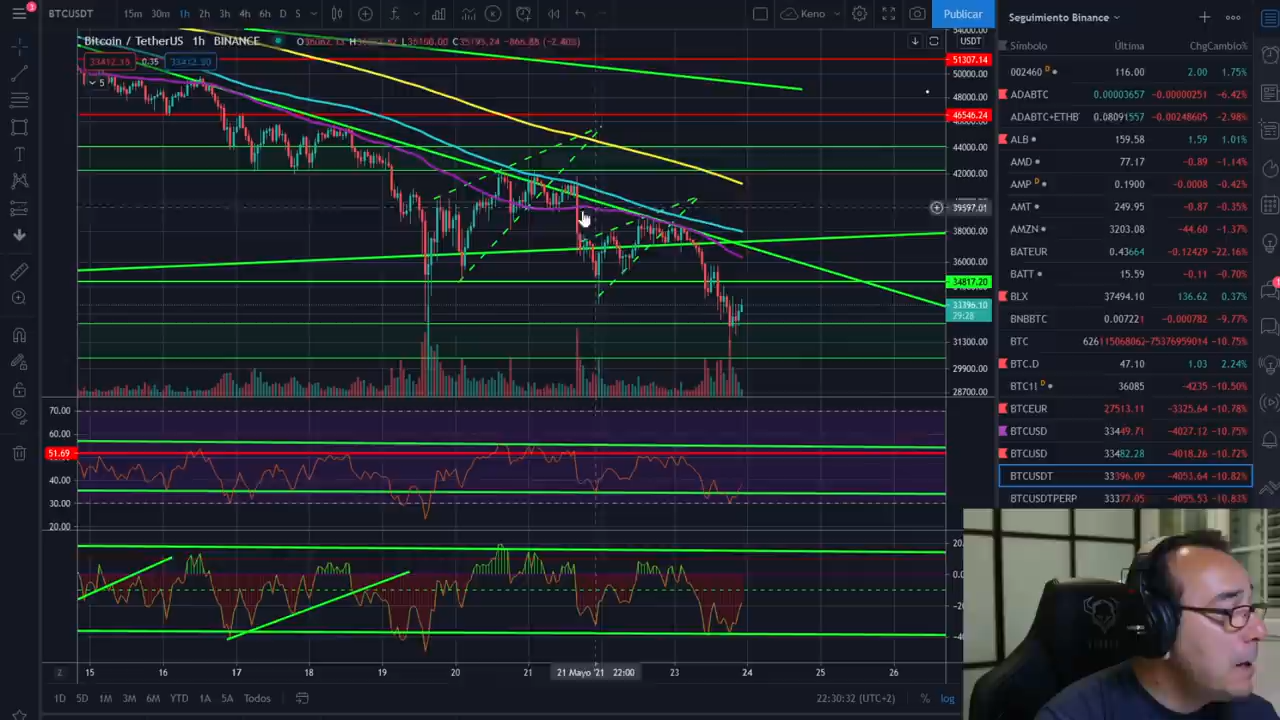 3
BTCUSDT 15m 30m 1h 2h 3h 4h 6h D S Keno Publicar
Bitcoin / TetherUS 1h BINANCE
0.35
5
USDT
51307.14
50000.00
48000.00
46546.24
44000.00
42000.00
39597.01
38000.00
36000.00
34817.20
33396.10
29:28
31300.00
30000.00
28700.00
70.00
60.00
51.69
40.00
30.00
20.00
Z 15 16 17 18 19 20 21 21 Mayo '21 22:00 23 24 25 26
1D 5D 1M 3M 6M YTD 1A 5A Todos 22:30:32 (UTC+2) % log
Seguimiento Binance
Símbolo Última Chg Cambio%
002460 D 116.00 2.00 1.75%
ADABTC 0.00003657 −0.00000251 −6.42%
ADABTC+ETHB 0.08091557 −0.00248605 −2.98%
ALB 159.58 1.59 1.01%
AMD 77.17 −0.89 −1.14%
AMP D 0.1900 −0.0008 −0.42%
AMT 249.95 −0.87 −0.35%
AMZN 3203.08 −44.60 −1.37%
BATEUR 0.43664 −0.12429 −22.16%
BATT 15.59 −0.11 −0.70%
BLX 37494.10 136.62 0.37%
BNBBTC 0.007221 −0.000782 −9.77%
BTC −10.75%
BTC.D 47.10 1.03 2.24%
BTC11 D 36085 −4235 −10.50%
BTCEUR 27513.11 −3325.64 −10.78%
BTCUSD 33449.71 −4027.12 −10.75%
BTCUSD 33482.28 −4018.26 −10.72%
BTCUSDT 33396.09 −4053.64 −10.82%
BTCUSDTPERP 33377.05 −4055.53 −10.83%